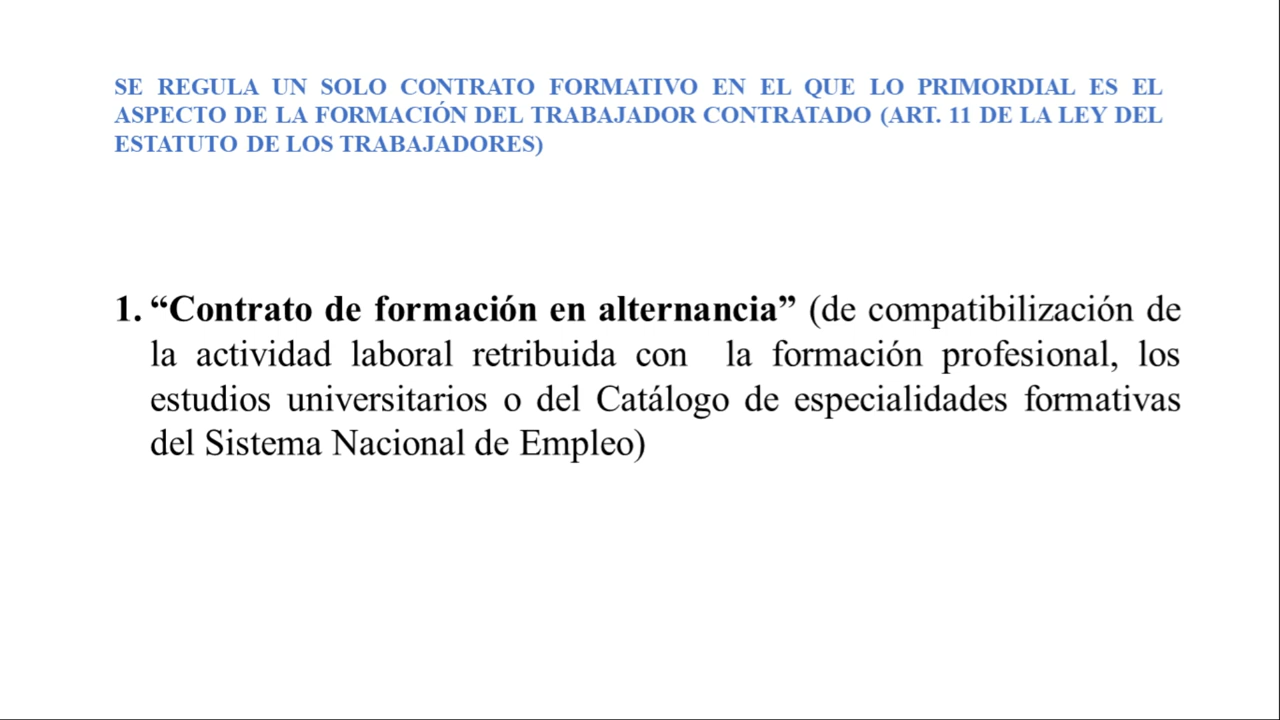 SE REGULA UN SOLO CONTRATO FORMATIVO EN EL QUE LO PRIMORDIAL ES EL
ASPECTO DE LA FORMACIÓN DEL TRABAJADOR CONTRATADO (ART. 11 DE LA LEY DEL
ESTATUTO DE LOS TRABAJADORES)
1. “Contrato de formación en alternancia” (de compatibilización de
la actividad laboral retribuida con la formación profesional, los
estudios universitarios o del Catálogo de especialidades formativas
del Sistema Nacional de Empleo)